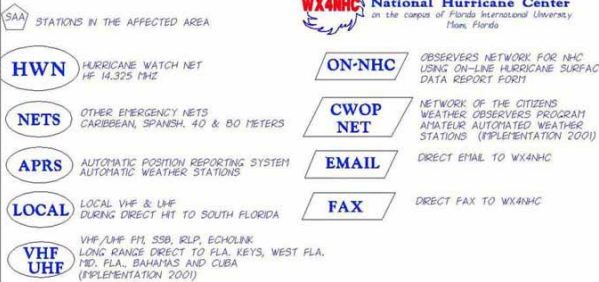 SAA
STATIONS IN THE AFFECTED AREA
WX4NHC
National Hurricane Center
on the campus of Florida International University
Miami, Florida
HWN
HURRICANE WATCH NET
HF 14.325 MHZ
NETS
OTHER EMERGENCY NETS
CARIBBEAN, SPANISH, 40 & 80 METERS
APRS
AUTOMATIC POSITION REPORTING SYSTEM
AUTOMATIC WEATHER STATIONS
LOCAL
LOCAL VHF & UHF
DURING DIRECT HIT TO SOUTH FLORIDA
VHF
UHF
VHF/UHF FM, SSB, IRLP, ECHOLINK
LONG RANGE DIRECT TO FLA. KEYS, WEST FLA.
MID. FLA., BAHAMAS AND CUBA
(IMPLEMENTATION 2001)
ON-NHC
OBSERVERS NETWORK FOR NHC
USING ON-LINE HURRICANE SURFAC
DATA REPORT FORM
CWOP
NET
NETWORK OF THE CITIZENS
WEATHER OBSERVERS PROGRAM
AMATEUR AUTOMATED WEATHER
STATIONS (IMPLEMENTATION 2001)
EMAIL
DIRECT EMAIL TO WX4NHC
FAX
DIRECT FAX TO WX4NHC